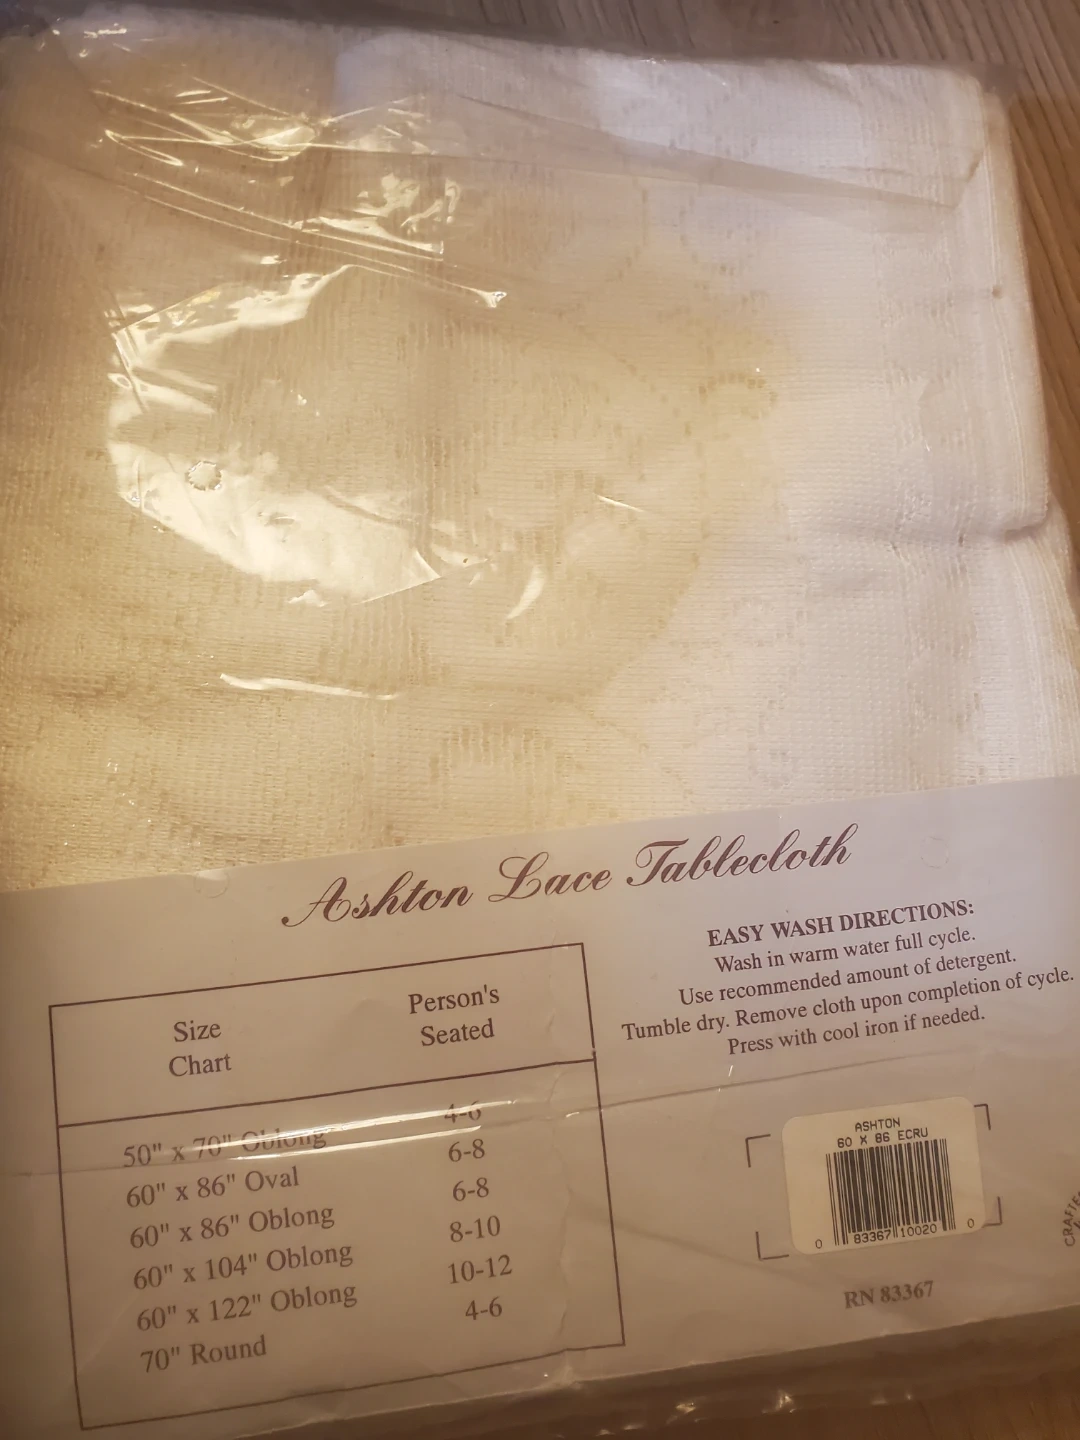 Ashton Lace Tablecloth
Size
Chart
Person's
Seated
50" x 70" Oblong 4-6
60" x 86" Oval 6-8
60" x 86" Oblong 6-8
60" x 104" Oblong 8-10
60" x 122" Oblong 10-12
70" Round 4-6
EASY WASH DIRECTIONS:
Wash in warm water full cycle.
Use recommended amount of detergent.
Tumble dry. Remove cloth upon completion of cycle.
Press with cool iron if needed.
ASHTON
60 X 86 ECRU
0 83367 10020 0
RN 83367